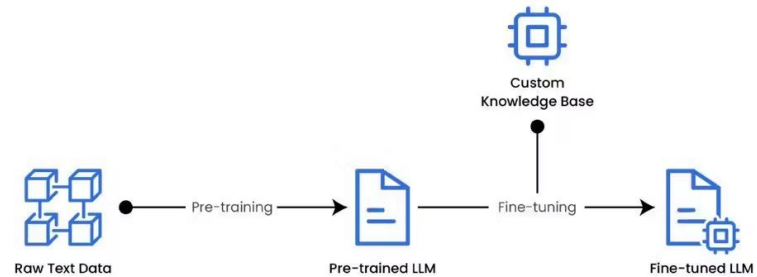 Custom
Knowledge Base
Pre-training
Fine-tuning
Raw Text Data
Pre-trained LLM
Fine-tuned LLM